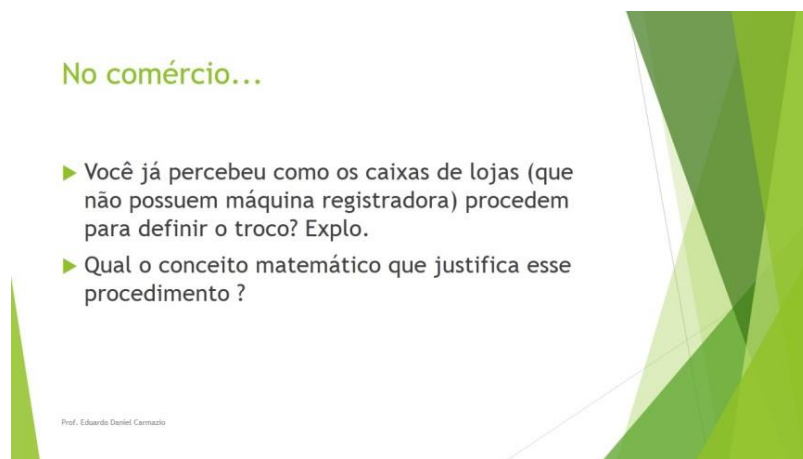 No comércio...
Você já percebeu como os caixas de lojas (que
não possuem máquina registradora) procedem
para definir o troco? Explo.
Qual o conceito matemático que justifica esse
procedimento ?
Prof. Eduardo Daniel Carmazio